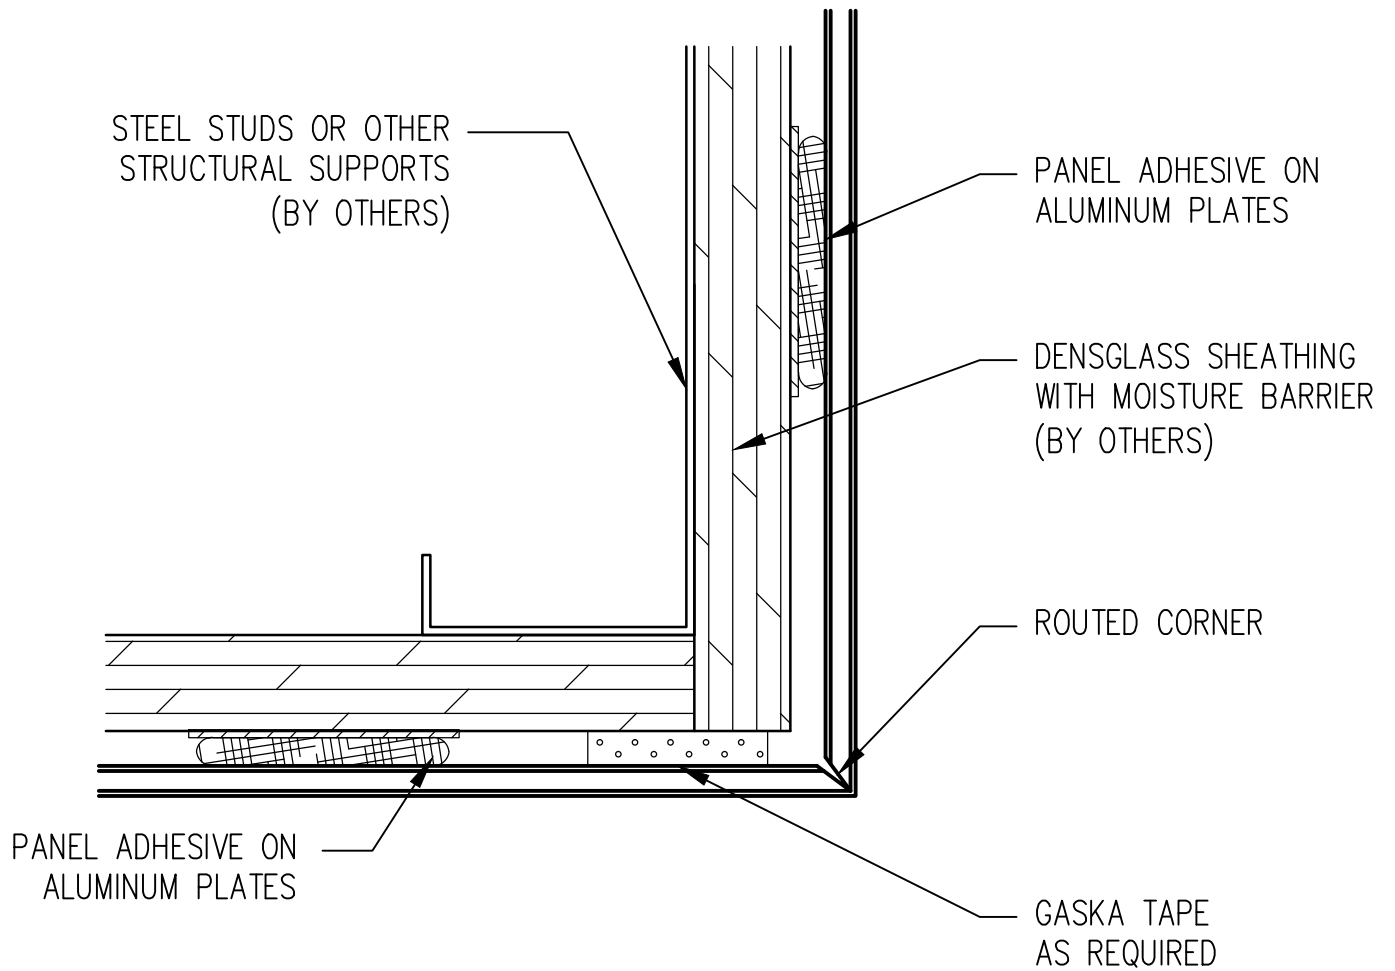 STEEL STUDS OR OTHER
STRUCTURAL SUPPORTS
(BY OTHERS)
PANEL ADHESIVE ON
ALUMINUM PLATES
DENSGLASS SHEATHING
WITH MOISTURE BARRIER
(BY OTHERS)
ROUTED CORNER
PANEL ADHESIVE ON
ALUMINUM PLATES
GASKA TAPE
AS REQUIRED